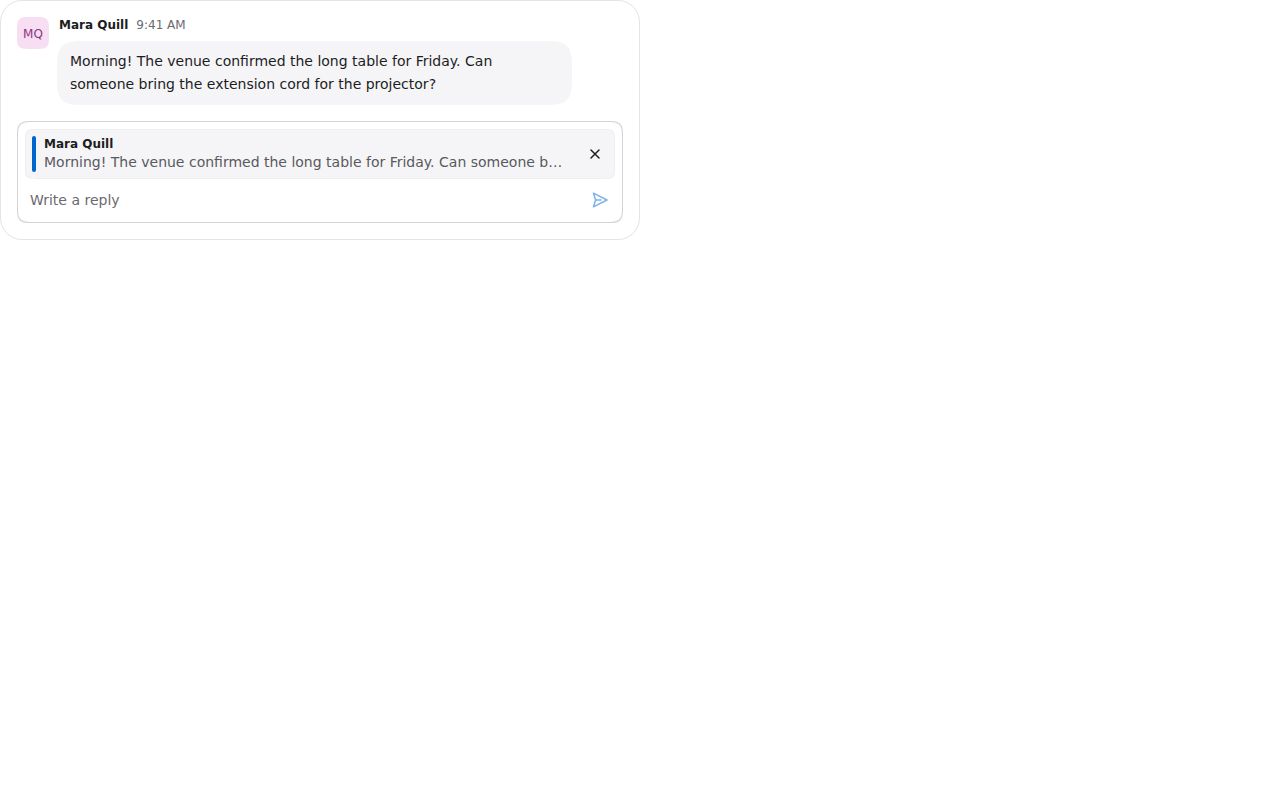 MQ
Mara Quill 9:41 AM
Morning! The venue confirmed the long table for Friday. Can
someone bring the extension cord for the projector?
Mara Quill
Morning! The venue confirmed the long table for Friday. Can someone b…
Write a reply